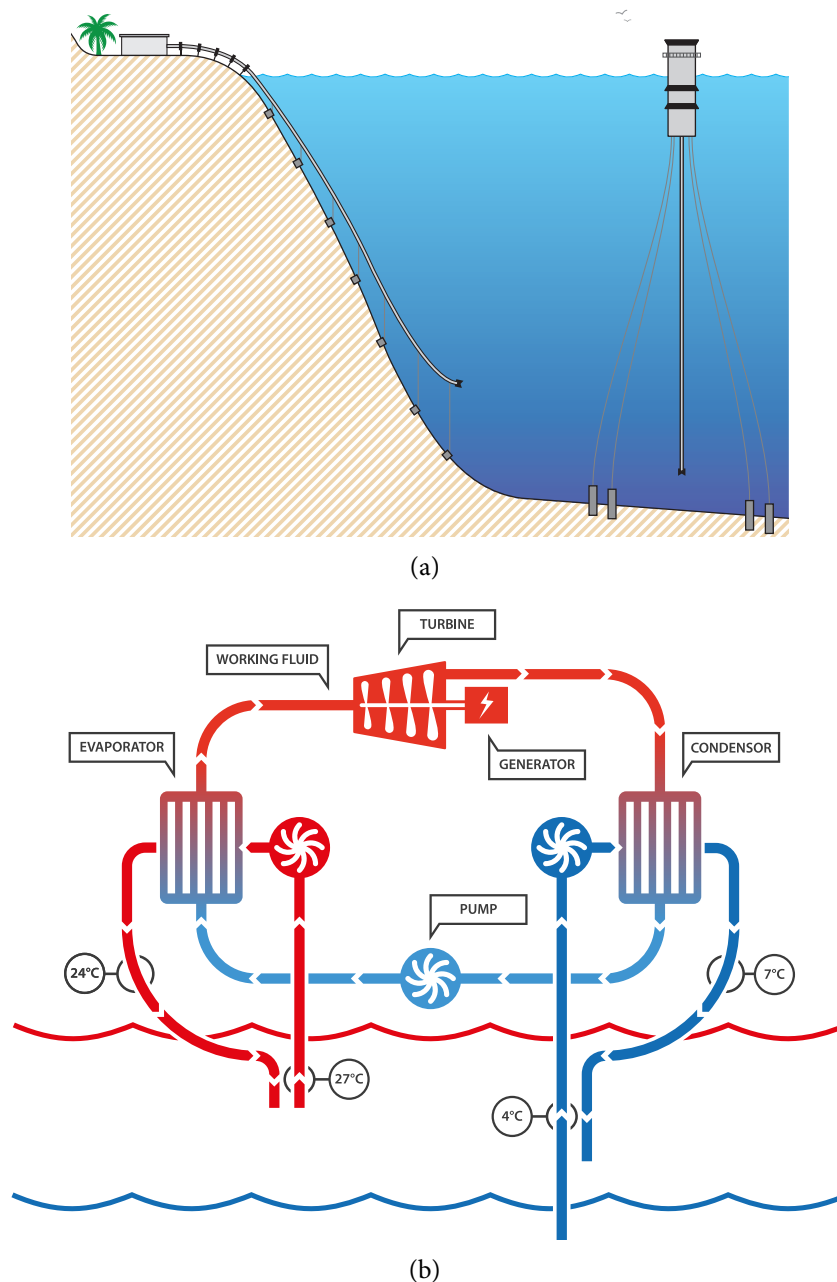 (a)
TURBINE
WORKING FLUID
EVAPORATOR
GENERATOR
CONDENSOR
PUMP
24°C
7°C
27°C
4°C
(b)